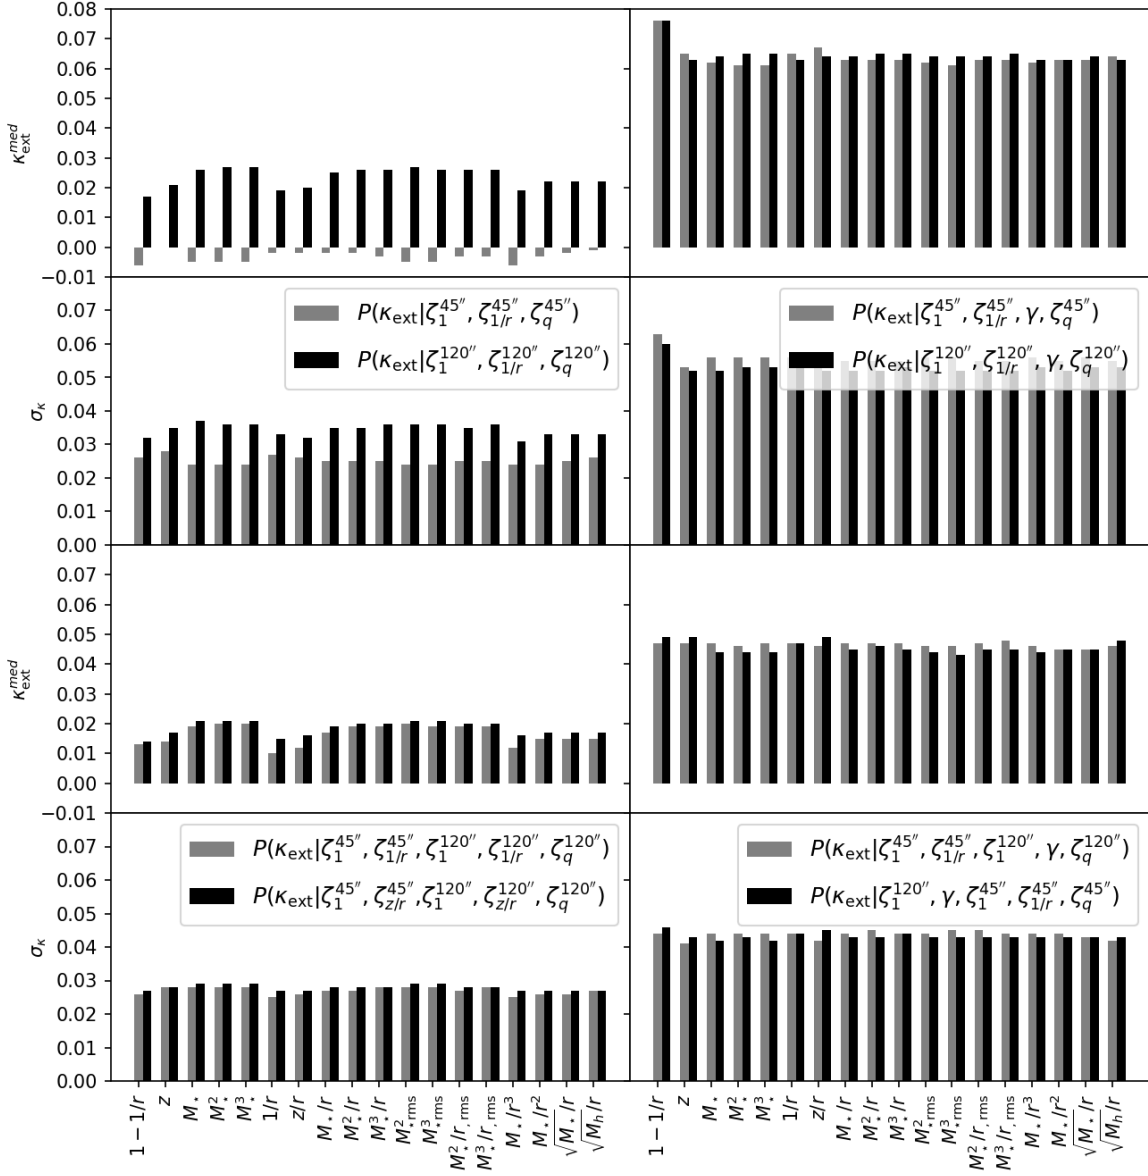 0.08
0.07
0.06
0.05
0.04
0.03
0.02
0.01
0.00
−0.01
κ_ext^med
0.07
0.06
0.05
0.04
0.03
0.02
0.01
0.00
σ_κ
P(κ_ext|ζ_1^45″, ζ_1/r^45″, ζ_q^45″)
P(κ_ext|ζ_1^120″, ζ_1/r^120″, ζ_q^120″)
P(κ_ext|ζ_1^45″, ζ_1/r^45″, γ, ζ_q^45″)
P(κ_ext|ζ_1^120″, ζ_1/r^120″, γ, ζ_q^120″)
0.07
0.06
0.05
0.04
0.03
0.02
0.01
0.00
−0.01
κ_ext^med
0.07
0.06
0.05
0.04
0.03
0.02
0.01
0.00
σ_κ
P(κ_ext|ζ_1^45″, ζ_1/r^45″, ζ_1^120″, ζ_1/r^120″, ζ_q^120″)
P(κ_ext|ζ_1^45″, ζ_z/r^45″, ζ_1^120″, ζ_z/r^120″, ζ_q^120″)
P(κ_ext|ζ_1^45″, ζ_1/r^45″, ζ_1^120″, γ, ζ_q^120″)
P(κ_ext|ζ_1^120″, γ, ζ_1^45″, ζ_1/r^45″, ζ_q^45″)
1 − 1/r
z
M⋆
M⋆²
M⋆³
1/r
z/r
M⋆/r
M⋆²/r
M⋆³/r
M²⋆rms
M³⋆rms
M⋆²/r,rms
M⋆³/r,rms
M⋆/r³
M⋆/r²
√M⋆/r
√M_h/r
1 − 1/r
z
M⋆
M⋆²
M⋆³
1/r
z/r
M⋆/r
M⋆²/r
M⋆³/r
M²⋆rms
M³⋆rms
M⋆²/r,rms
M⋆³/r,rms
M⋆/r³
M⋆/r²
√M⋆/r
√M_h/r